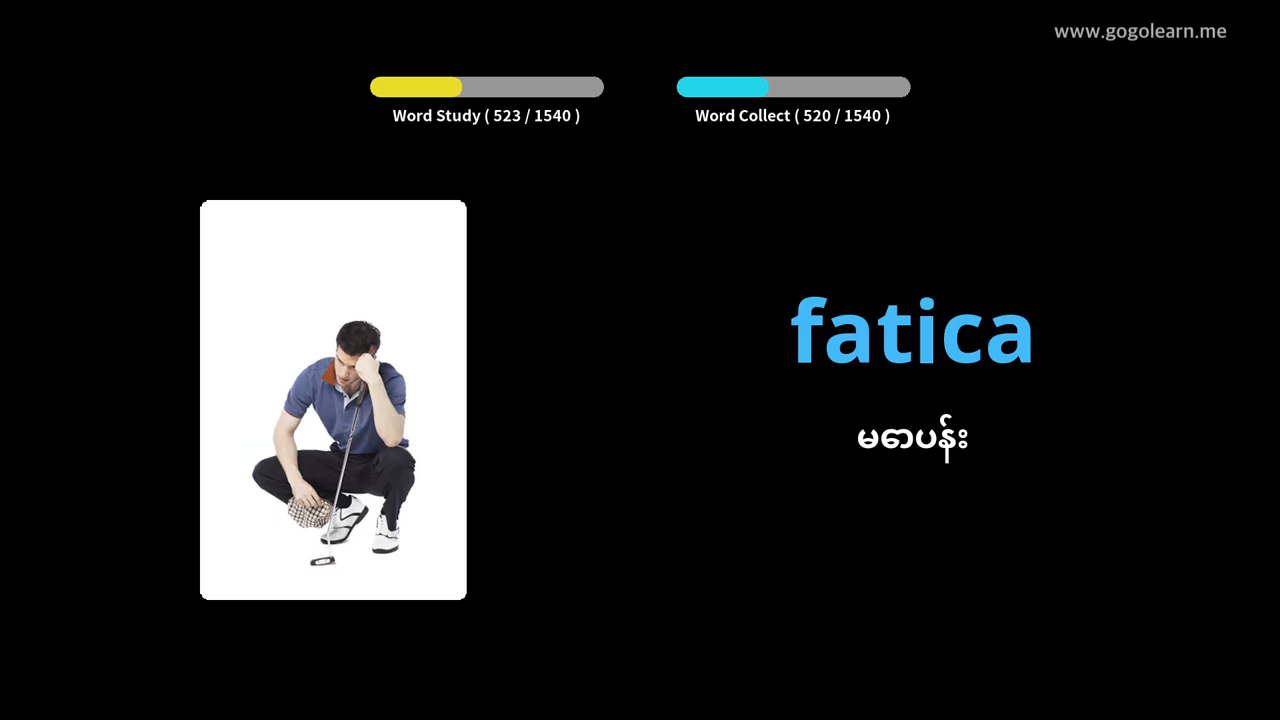 www.gogolearn.me
Word Study ( 523 / 1540 )
Word Collect ( 520 / 1540 )
fatica
မောပန်း